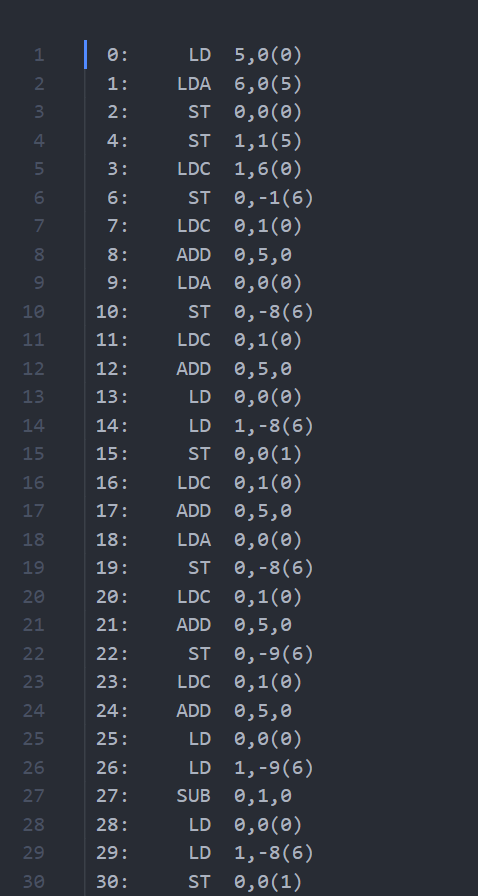 1 0: LD 5,0(0)
2 1: LDA 6,0(5)
3 2: ST 0,0(0)
4 4: ST 1,1(5)
5 3: LDC 1,6(0)
6 6: ST 0,-1(6)
7 7: LDC 0,1(0)
8 8: ADD 0,5,0
9 9: LDA 0,0(0)
10 10: ST 0,-8(6)
11 11: LDC 0,1(0)
12 12: ADD 0,5,0
13 13: LD 0,0(0)
14 14: LD 1,-8(6)
15 15: ST 0,0(1)
16 16: LDC 0,1(0)
17 17: ADD 0,5,0
18 18: LDA 0,0(0)
19 19: ST 0,-8(6)
20 20: LDC 0,1(0)
21 21: ADD 0,5,0
22 22: ST 0,-9(6)
23 23: LDC 0,1(0)
24 24: ADD 0,5,0
25 25: LD 0,0(0)
26 26: LD 1,-9(6)
27 27: SUB 0,1,0
28 28: LD 0,0(0)
29 29: LD 1,-8(6)
30 30: ST 0,0(1)